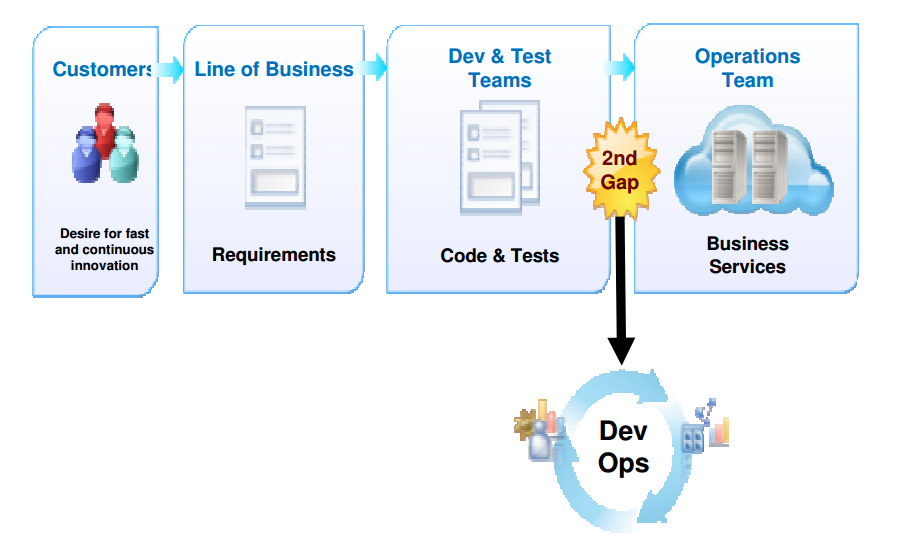 Customers
Line of Business
Dev & Test
Teams
Operations
Team
2nd
Gap
Desire for fast
and continuous
innovation
Requirements
Code & Tests
Business
Services
Dev
Ops